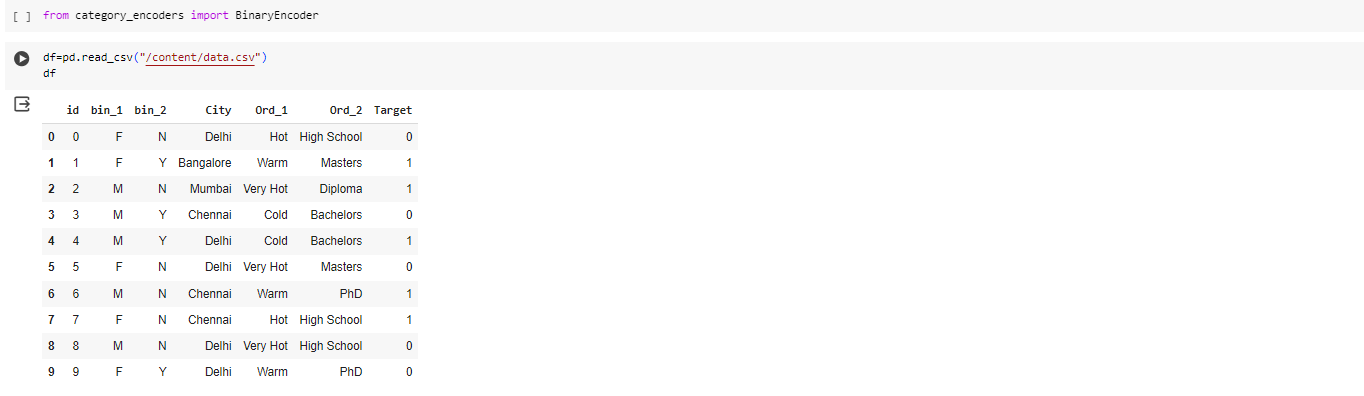 [ ] from category_encoders import BinaryEncoder
df=pd.read_csv("/content/data.csv")
df
id bin_1 bin_2 City Ord_1 Ord_2 Target
0 0 F N Delhi Hot High School 0
1 1 F Y Bangalore Warm Masters 1
2 2 M N Mumbai Very Hot Diploma 1
3 3 M Y Chennai Cold Bachelors 0
4 4 M Y Delhi Cold Bachelors 1
5 5 F N Delhi Very Hot Masters 0
6 6 M N Chennai Warm PhD 1
7 7 F N Chennai Hot High School 1
8 8 M N Delhi Very Hot High School 0
9 9 F Y Delhi Warm PhD 0